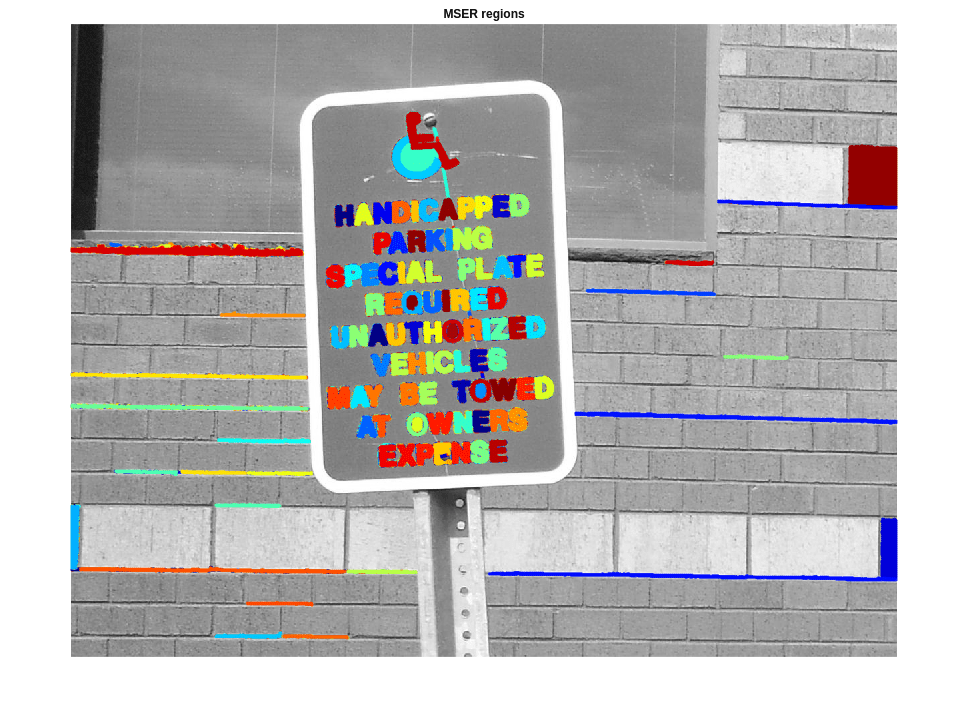 MSER regions
HANDICAPPED
PARKING
SPECIAL PLATE
REQUIRED
UNAUTHORIZED
VEHICLES
MAY BE TOWED
AT OWNERS
EXPENSE